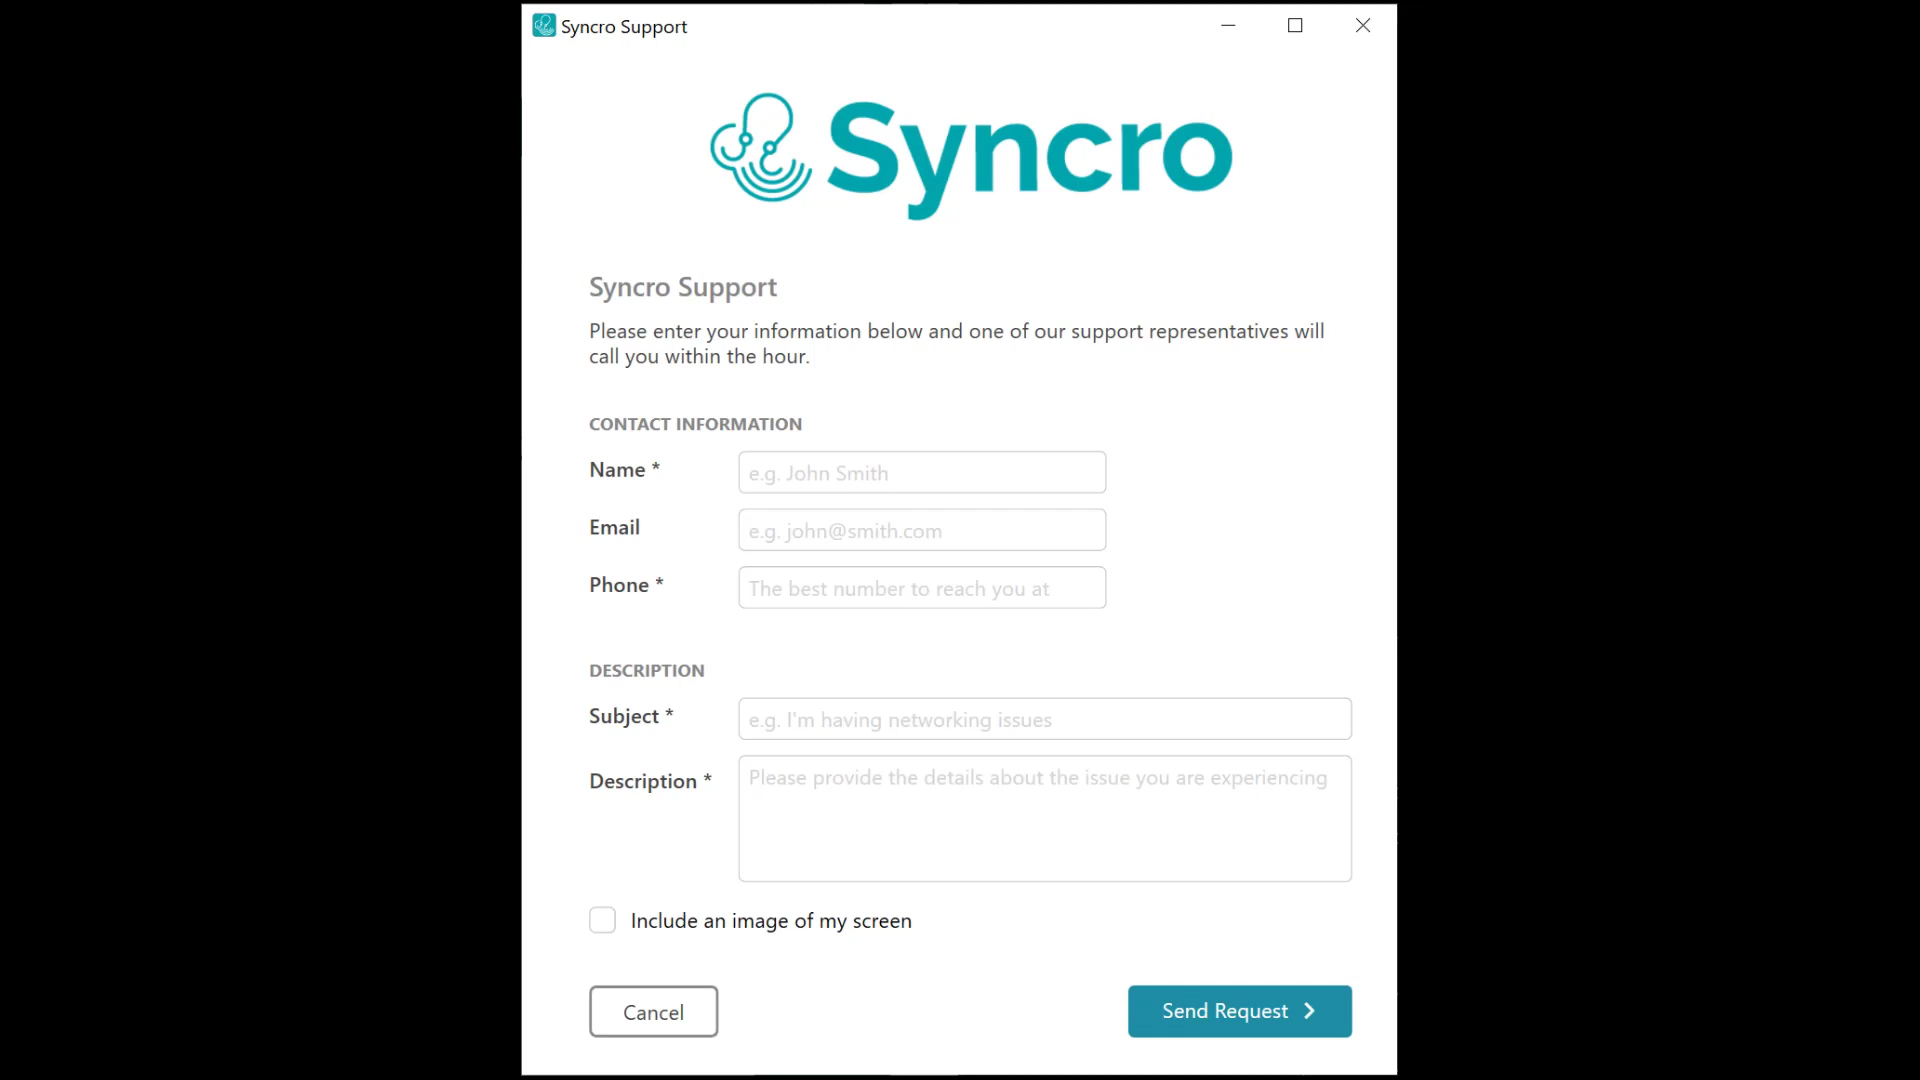 Syncro Support
Syncro
Syncro Support
Please enter your information below and one of our support representatives will
call you within the hour.
CONTACT INFORMATION
Name *
e.g. John Smith
Email
e.g. john@smith.com
Phone *
The best number to reach you at
DESCRIPTION
Subject *
e.g. I'm having networking issues
Description *
Please provide the details about the issue you are experiencing
Include an image of my screen
Cancel
Send Request